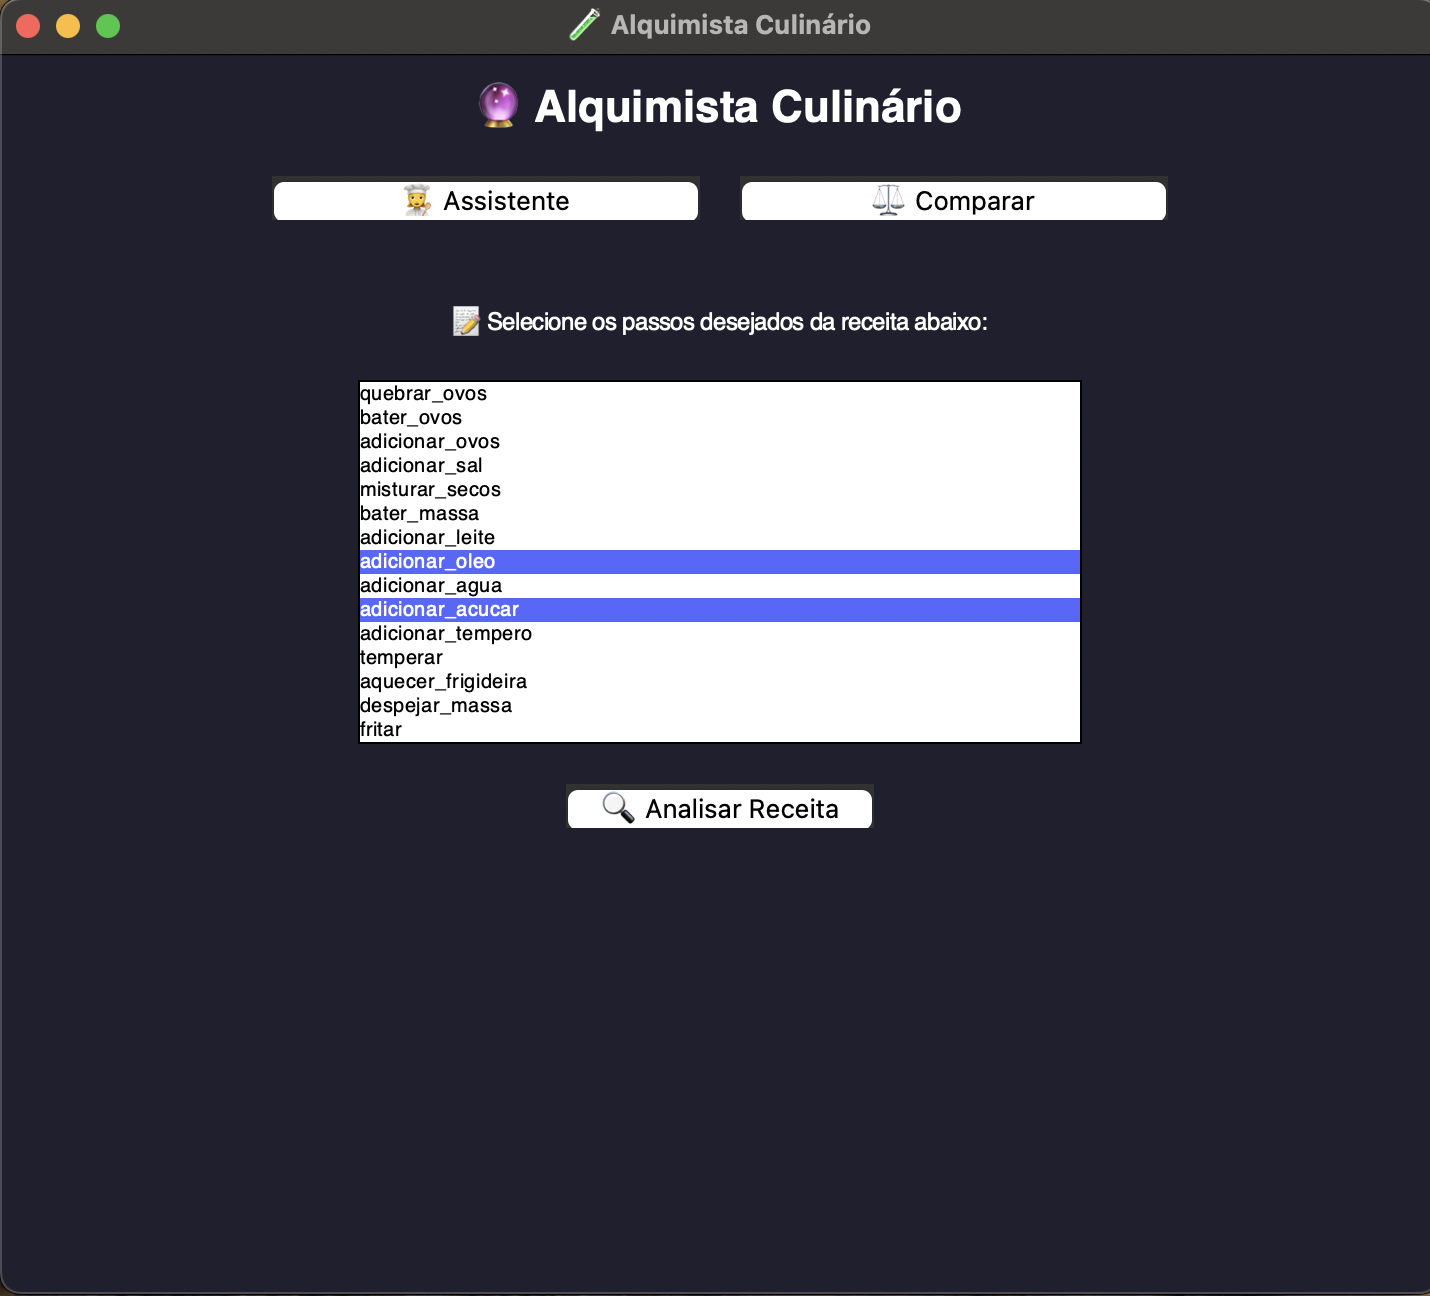 Alquimista Culinário
Alquimista Culinário
Assistente
Comparar
Selecione os passos desejados da receita abaixo:
quebrar_ovos
bater_ovos
adicionar_ovos
adicionar_sal
misturar_secos
bater_massa
adicionar_leite
adicionar_oleo
adicionar_agua
adicionar_acucar
adicionar_tempero
temperar
aquecer_frigideira
despejar_massa
fritar
Analisar Receita